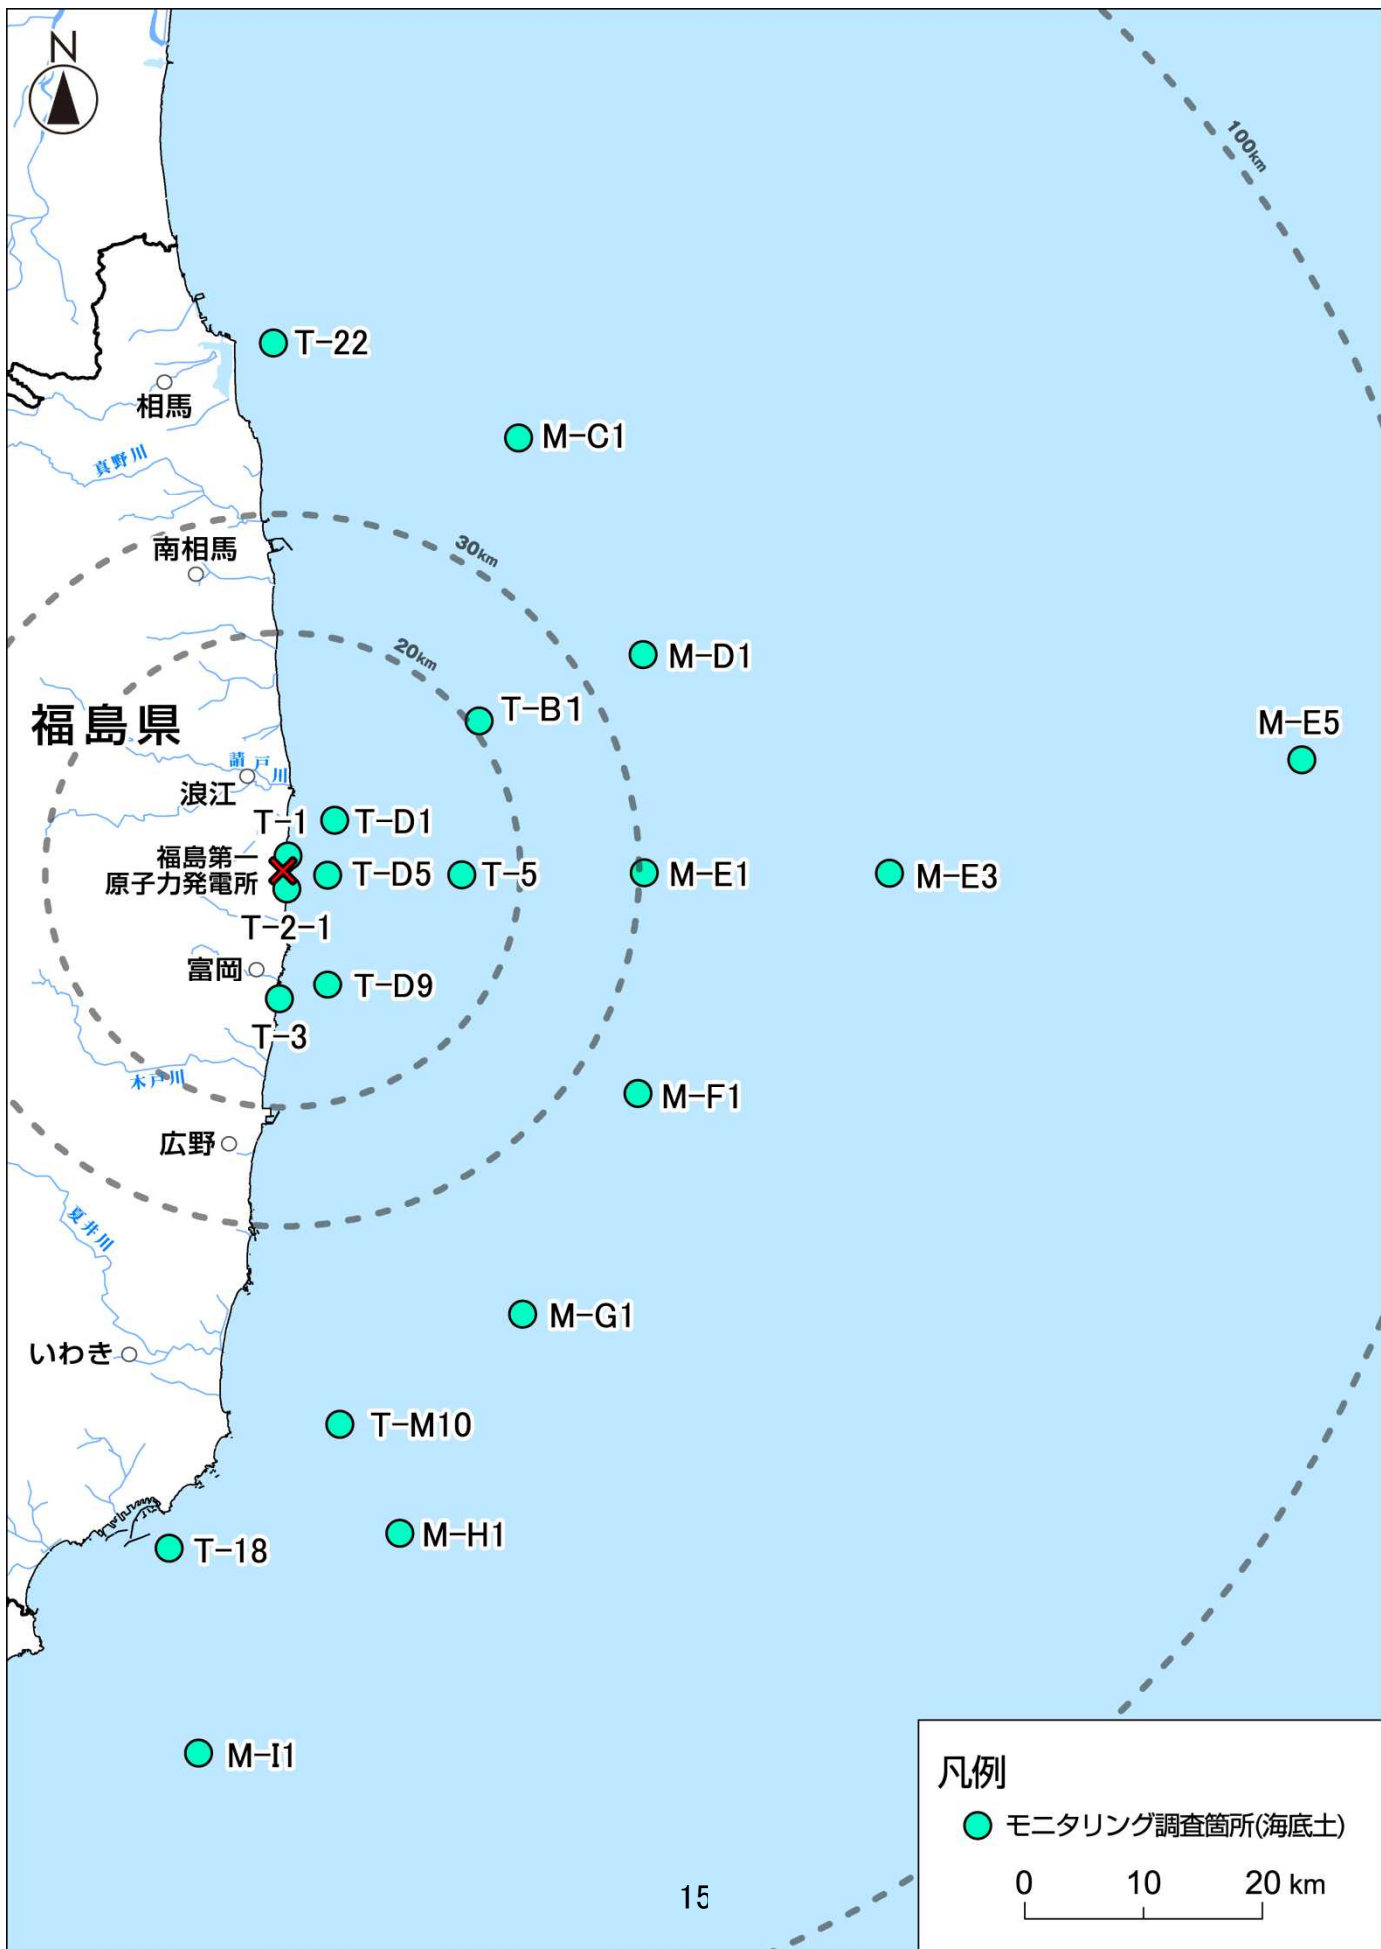 N
100km
T-22
相馬
M-C1
真野川
30km
南相馬
20km
M-D1
T-B1
福島県
M-E5
請戸川
浪江
T-1
T-D1
福島第一
原子力発電所
T-D5
T-5
M-E1
M-E3
T-2-1
富岡
T-D9
T-3
木戸川
M-F1
広野
夏井川
M-G1
いわき
T-M10
M-H1
T-18
M-I1
凡例
モニタリング調査箇所(海底土)
0 10 20 km
15